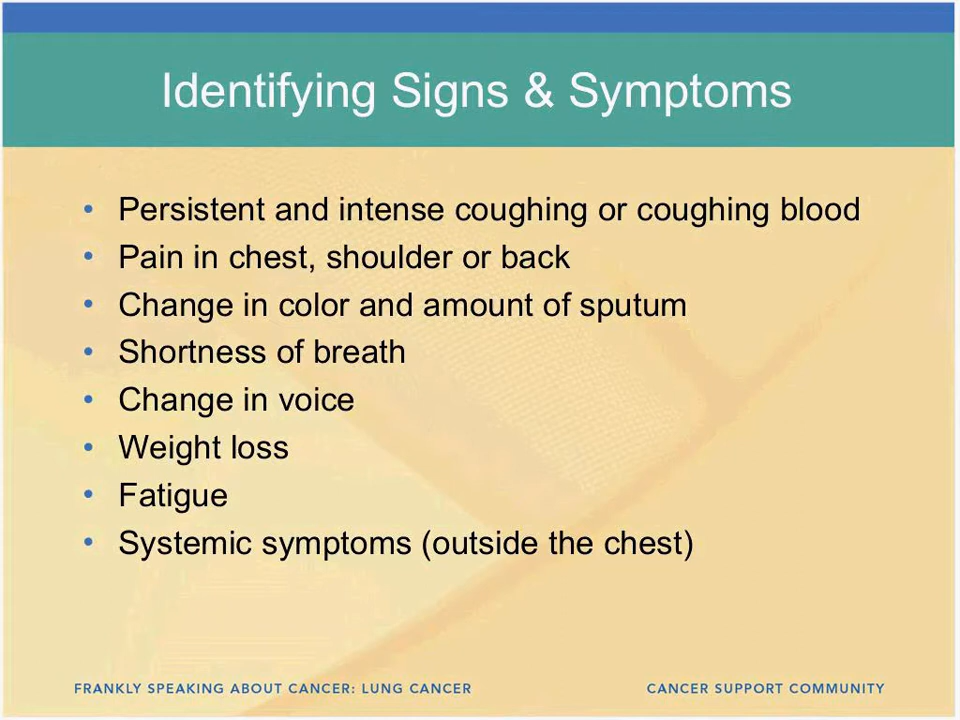 Identifying Signs & Symptoms
• Persistent and intense coughing or coughing blood
• Pain in chest, shoulder or back
• Change in color and amount of sputum
• Shortness of breath
• Change in voice
• Weight loss
• Fatigue
• Systemic symptoms (outside the chest)
FRANKLY SPEAKING ABOUT CANCER: LUNG CANCER
CANCER SUPPORT COMMUNITY